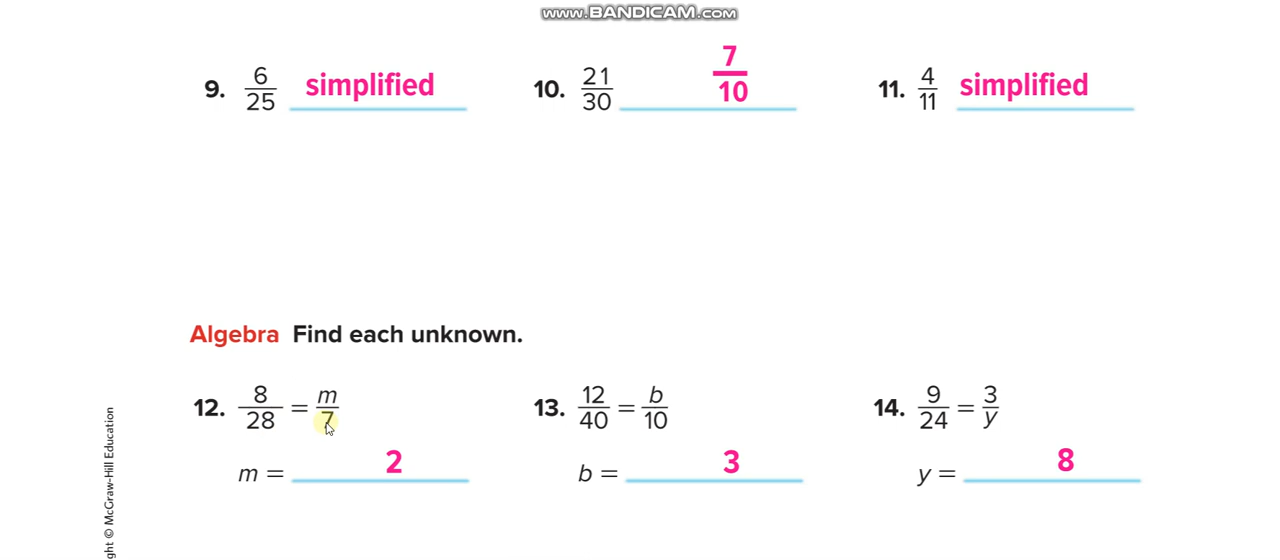 www.BANDICAM.com
9. 6/25 simplified
10. 21/30 7/10
11. 4/11 simplified
Algebra Find each unknown.
12. 8/28 = m/7
13. 12/40 = b/10
14. 9/24 = 3/y
m = 2
b = 3
y = 8
ght © McGraw-Hill Education